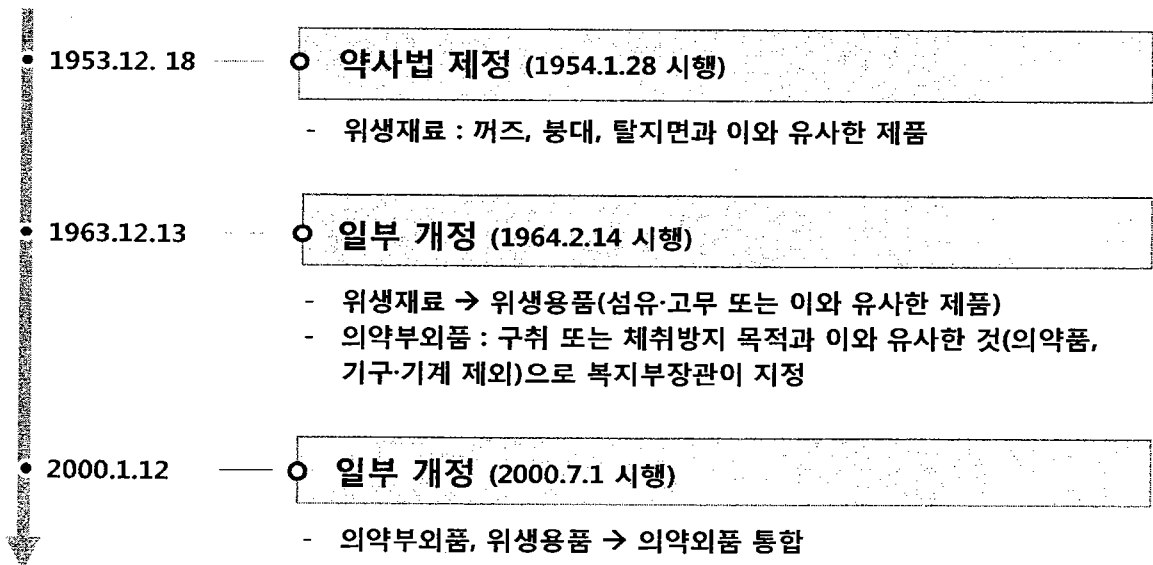 1953.12. 18 약사법 제정 (1954.1.28 시행)
- 위생재료 : 꺼즈, 붕대, 탈지면과 이와 유사한 제품
1963.12.13 일부 개정 (1964.2.14 시행)
- 위생재료 → 위생용품(섬유·고무 또는 이와 유사한 제품)
- 의약부외품 : 구취 또는 체취방지 목적과 이와 유사한 것(의약품,
기구·기계 제외)으로 복지부장관이 지정
2000.1.12 일부 개정 (2000.7.1 시행)
- 의약부외품, 위생용품 → 의약외품 통합